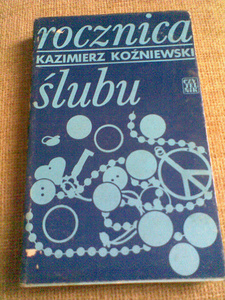 rocznica
KAZIMIERZ KOŹNIEWSKI
ślubu